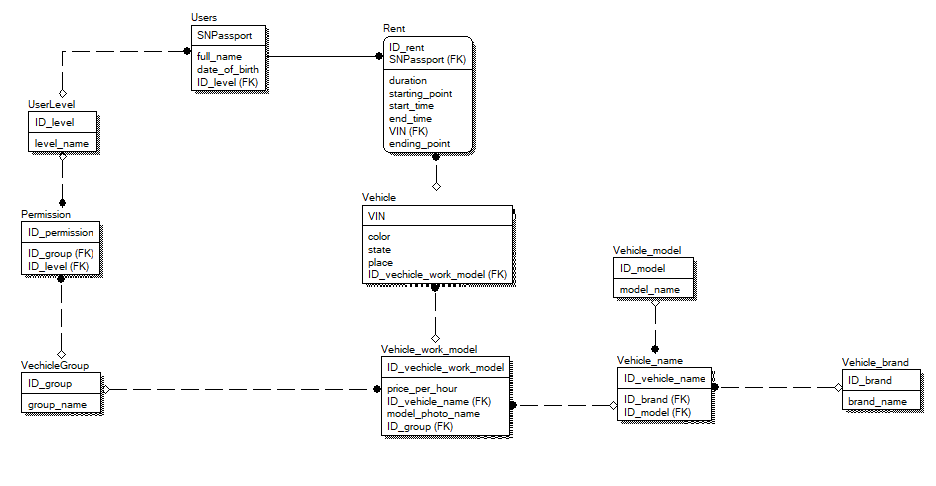 Users
SNPassport
full_name
date_of_birth
ID_level (FK)
Rent
ID_rent
SNPassport (FK)
duration
starting_point
start_time
end_time
VIN (FK)
ending_point
UserLevel
ID_level
level_name
Permission
ID_permission
ID_group (FK)
ID_level (FK)
Vehicle
VIN
color
state
place
ID_vechicle_work_model (FK)
Vehicle_model
ID_model
model_name
VechicleGroup
ID_group
group_name
Vehicle_work_model
ID_vechicle_work_model
price_per_hour
ID_vehicle_name (FK)
model_photo_name
ID_group (FK)
Vehicle_name
ID_vehicle_name
ID_brand (FK)
ID_model (FK)
Vehicle_brand
ID_brand
brand_name